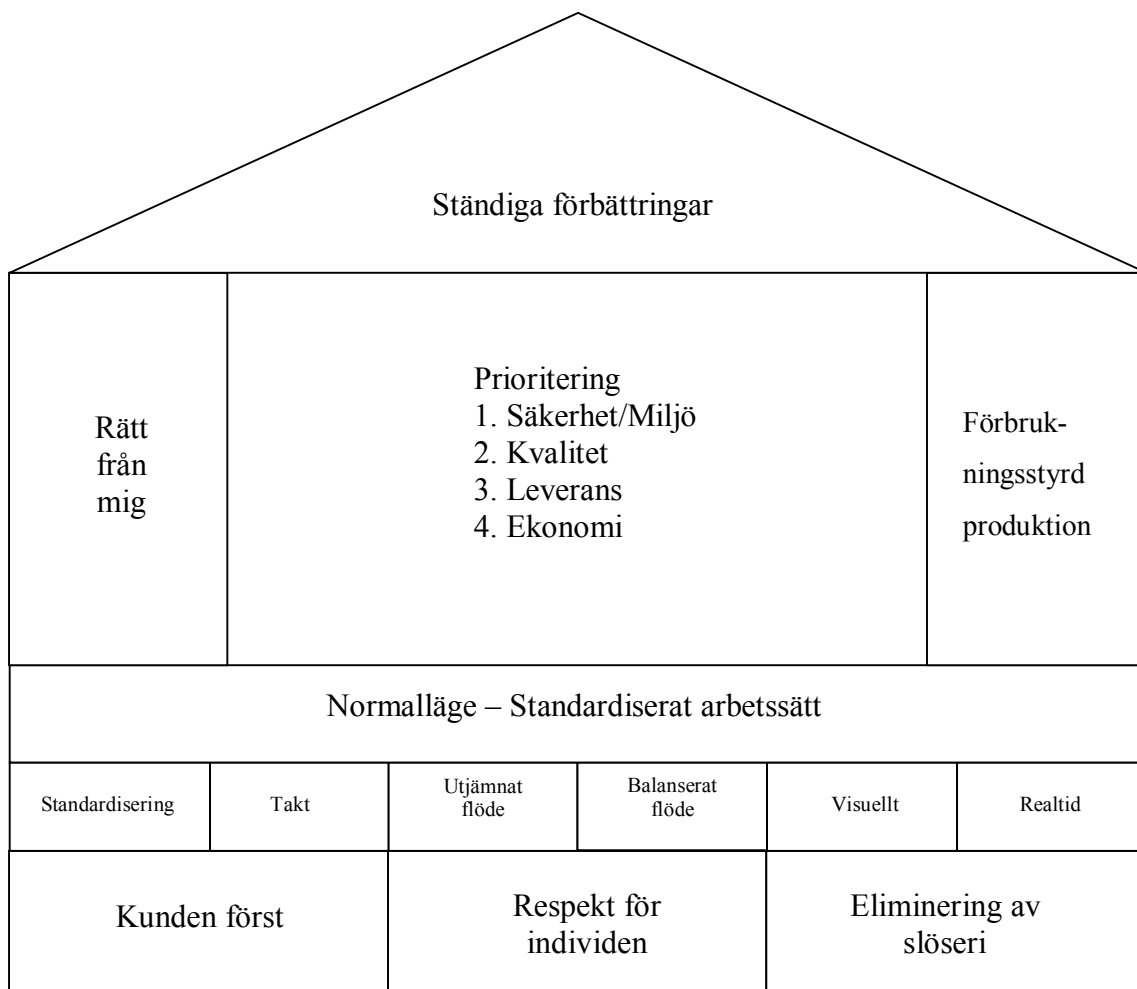 Ständiga förbättringar
Rätt
från
mig
Prioritering
1. Säkerhet/Miljö
2. Kvalitet
3. Leverans
4. Ekonomi
Förbruk-
ningsstyrd
produktion
Normalläge – Standardiserat arbetssätt
Standardisering
Takt
Utjämnat
flöde
Balanserat
flöde
Visuellt
Realtid
Kunden först
Respekt för
individen
Eliminering av
slöseri